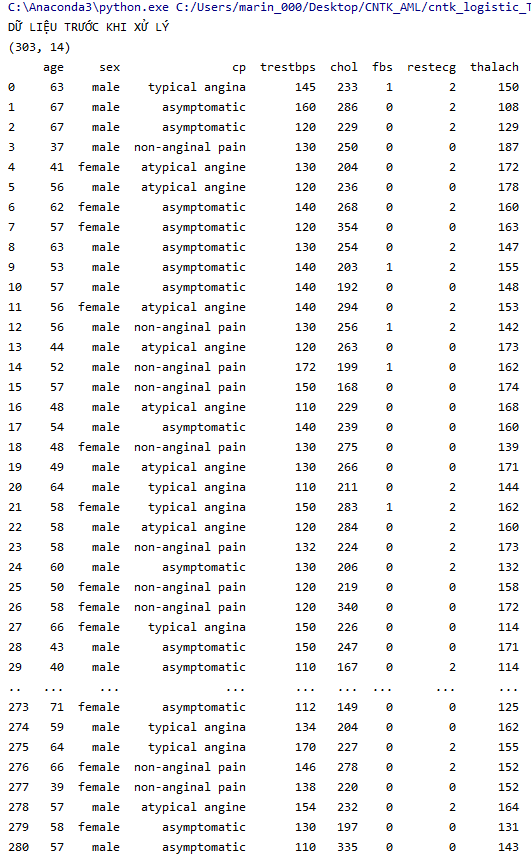 C:\Anaconda3\python.exe C:/Users/marin_000/Desktop/CNTK_AML/cntk_logistic_T
DỮ LIỆU TRƯỚC KHI XỬ LÝ
(303, 14)
age sex cp trestbps chol fbs restecg thalach
0 63 male typical angina 145 233 1 2 150
1 67 male asymptomatic 160 286 0 2 108
2 67 male asymptomatic 120 229 0 2 129
3 37 male non-anginal pain 130 250 0 0 187
4 41 female atypical angine 130 204 0 2 172
5 56 male atypical angine 120 236 0 0 178
6 62 female asymptomatic 140 268 0 2 160
7 57 female asymptomatic 120 354 0 0 163
8 63 male asymptomatic 130 254 0 2 147
9 53 male asymptomatic 140 203 1 2 155
10 57 male asymptomatic 140 192 0 0 148
11 56 female atypical angine 140 294 0 2 153
12 56 male non-anginal pain 130 256 1 2 142
13 44 male atypical angine 120 263 0 0 173
14 52 male non-anginal pain 172 199 1 0 162
15 57 male non-anginal pain 150 168 0 0 174
16 48 male atypical angine 110 229 0 0 168
17 54 male asymptomatic 140 239 0 0 160
18 48 female non-anginal pain 130 275 0 0 139
19 49 male atypical angine 130 266 0 0 171
20 64 male typical angina 110 211 0 2 144
21 58 female typical angina 150 283 1 2 162
22 58 male atypical angine 120 284 0 2 160
23 58 male non-anginal pain 132 224 0 2 173
24 60 male asymptomatic 130 206 0 2 132
25 50 female non-anginal pain 120 219 0 0 158
26 58 female non-anginal pain 120 340 0 0 172
27 66 female typical angina 150 226 0 0 114
28 43 male asymptomatic 150 247 0 0 171
29 40 male asymptomatic 110 167 0 2 114
.. ... ... ... ... ... ... ... ...
273 71 female asymptomatic 112 149 0 0 125
274 59 male typical angina 134 204 0 0 162
275 64 male typical angina 170 227 0 2 155
276 66 female non-anginal pain 146 278 0 2 152
277 39 female non-anginal pain 138 220 0 0 152
278 57 male atypical angine 154 232 0 2 164
279 58 female asymptomatic 130 197 0 0 131
280 57 male asymptomatic 110 335 0 0 143